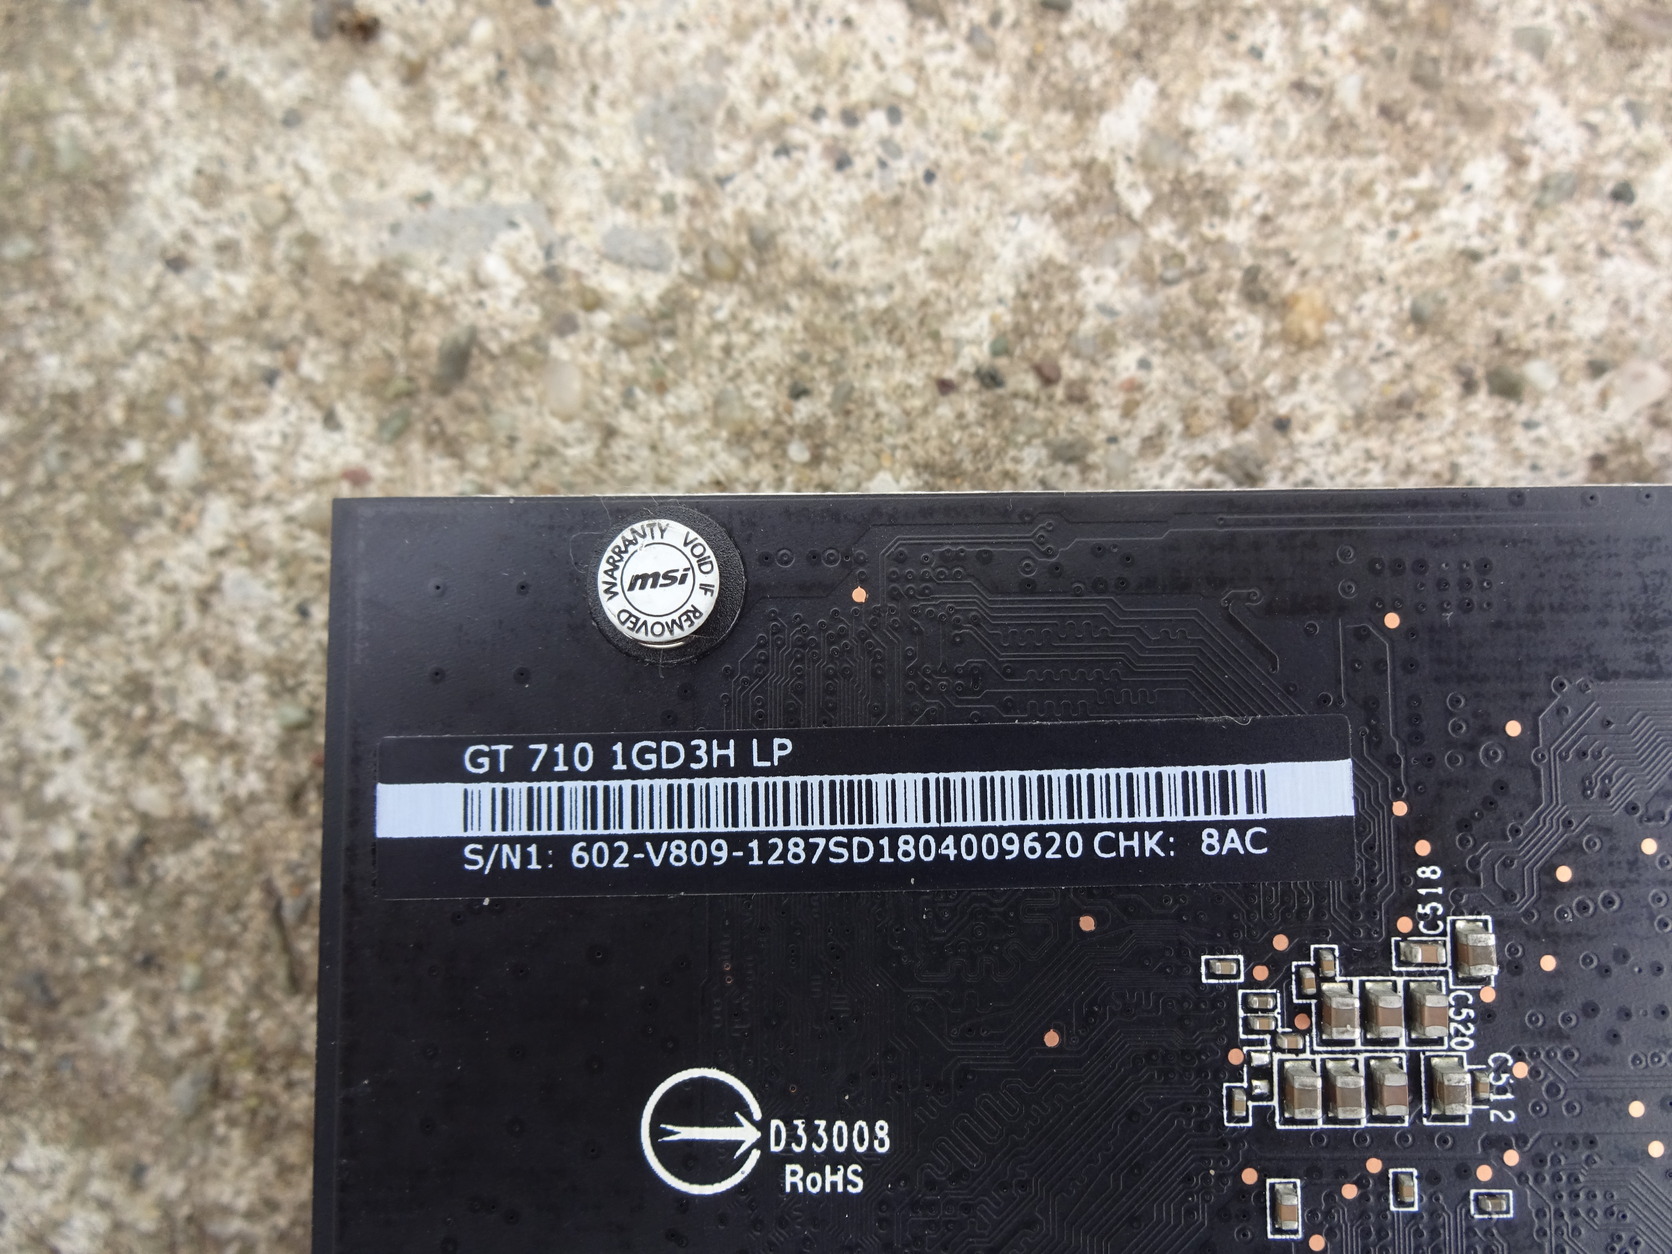 WARRANTY VOID IF REMOVED
msi
GT 710 1GD3H LP
S/N1: 602-V809-1287SD1804009620 CHK: 8AC
C518
C520
C512
D33008
RoHS